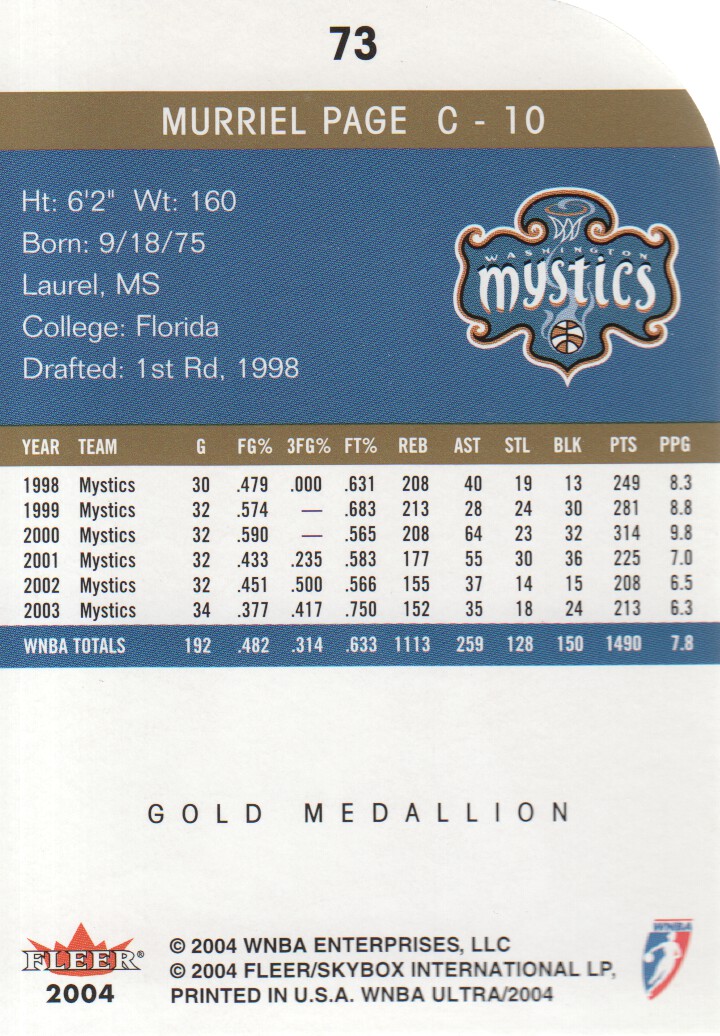 73
MURRIEL PAGE C - 10
Ht: 6'2" Wt: 160
Born: 9/18/75
Laurel, MS
College: Florida
Drafted: 1st Rd, 1998
WASHINGTON
mystics
YEAR TEAM G FG% 3FG% FT% REB AST STL BLK PTS PPG
1998 Mystics 30 .479 .000 .631 208 40 19 13 249 8.3
1999 Mystics 32 .574 — .683 213 28 24 30 281 8.8
2000 Mystics 32 .590 — .565 208 64 23 32 314 9.8
2001 Mystics 32 .433 .235 .583 177 55 30 36 225 7.0
2002 Mystics 32 .451 .500 .566 155 37 14 15 208 6.5
2003 Mystics 34 .377 .417 .750 152 35 18 24 213 6.3
WNBA TOTALS 192 .482 .314 .633 1113 259 128 150 1490 7.8
GOLD MEDALLION
FLEER®
2004
© 2004 WNBA ENTERPRISES, LLC
© 2004 FLEER/SKYBOX INTERNATIONAL LP,
PRINTED IN U.S.A. WNBA ULTRA/2004
WNBA